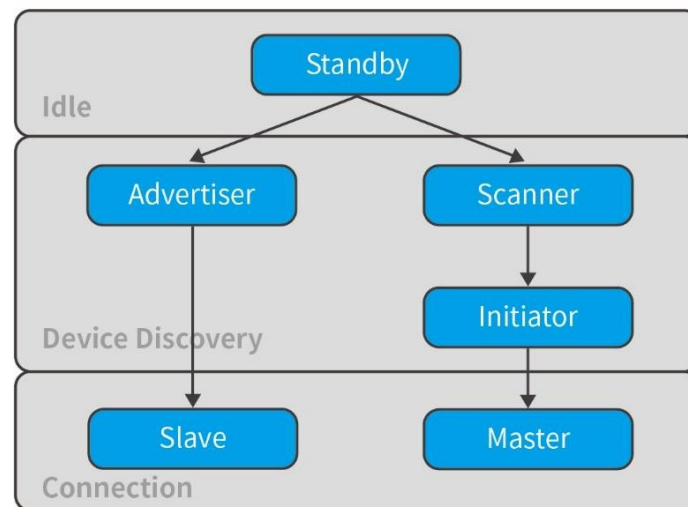 Standby
Idle
Advertiser
Scanner
Initiator
Device Discovery
Slave
Master
Connection